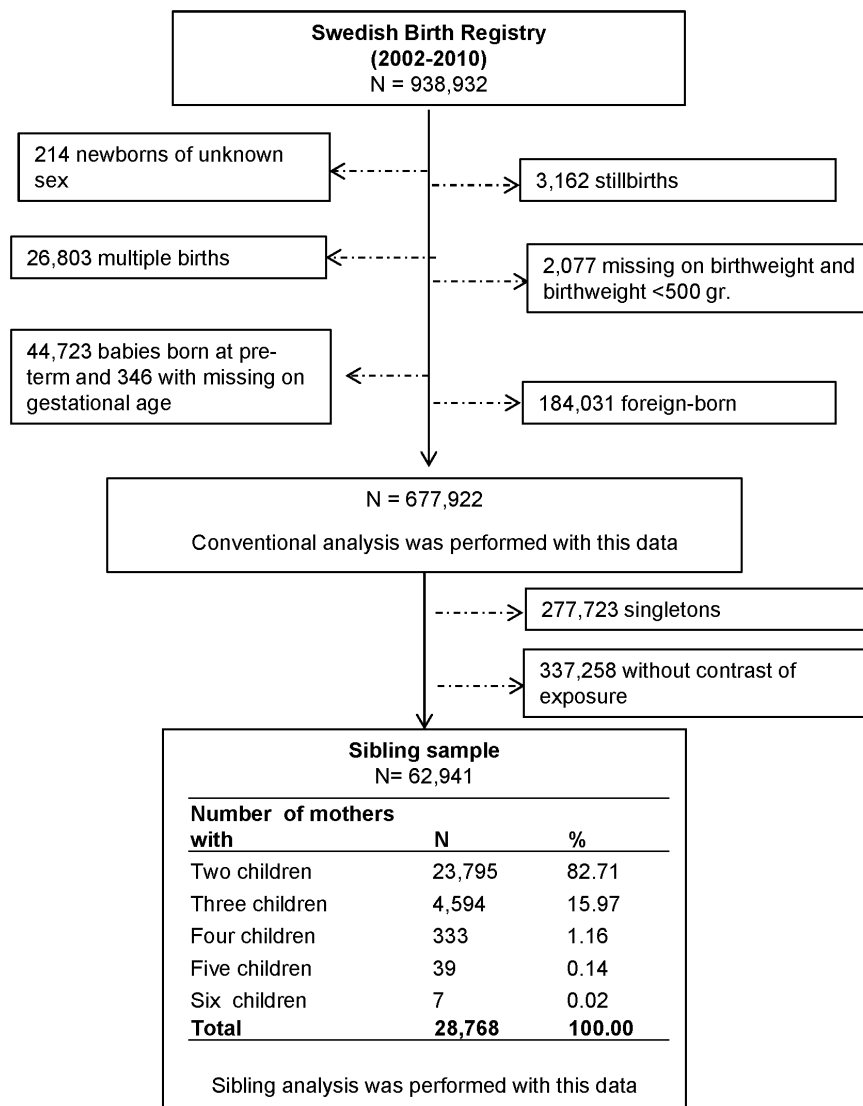 Swedish Birth Registry
(2002-2010)
N = 938,932
214 newborns of unknown
sex
3,162 stillbirths
26,803 multiple births
2,077 missing on birthweight and
birthweight <500 gr.
44,723 babies born at pre-
term and 346 with missing on
gestational age
184,031 foreign-born
N = 677,922
Conventional analysis was performed with this data
277,723 singletons
337,258 without contrast of
exposure
Sibling sample
N= 62,941
Number of mothers
with N %
Two children 23,795 82.71
Three children 4,594 15.97
Four children 333 1.16
Five children 39 0.14
Six children 7 0.02
Total 28,768 100.00
Sibling analysis was performed with this data